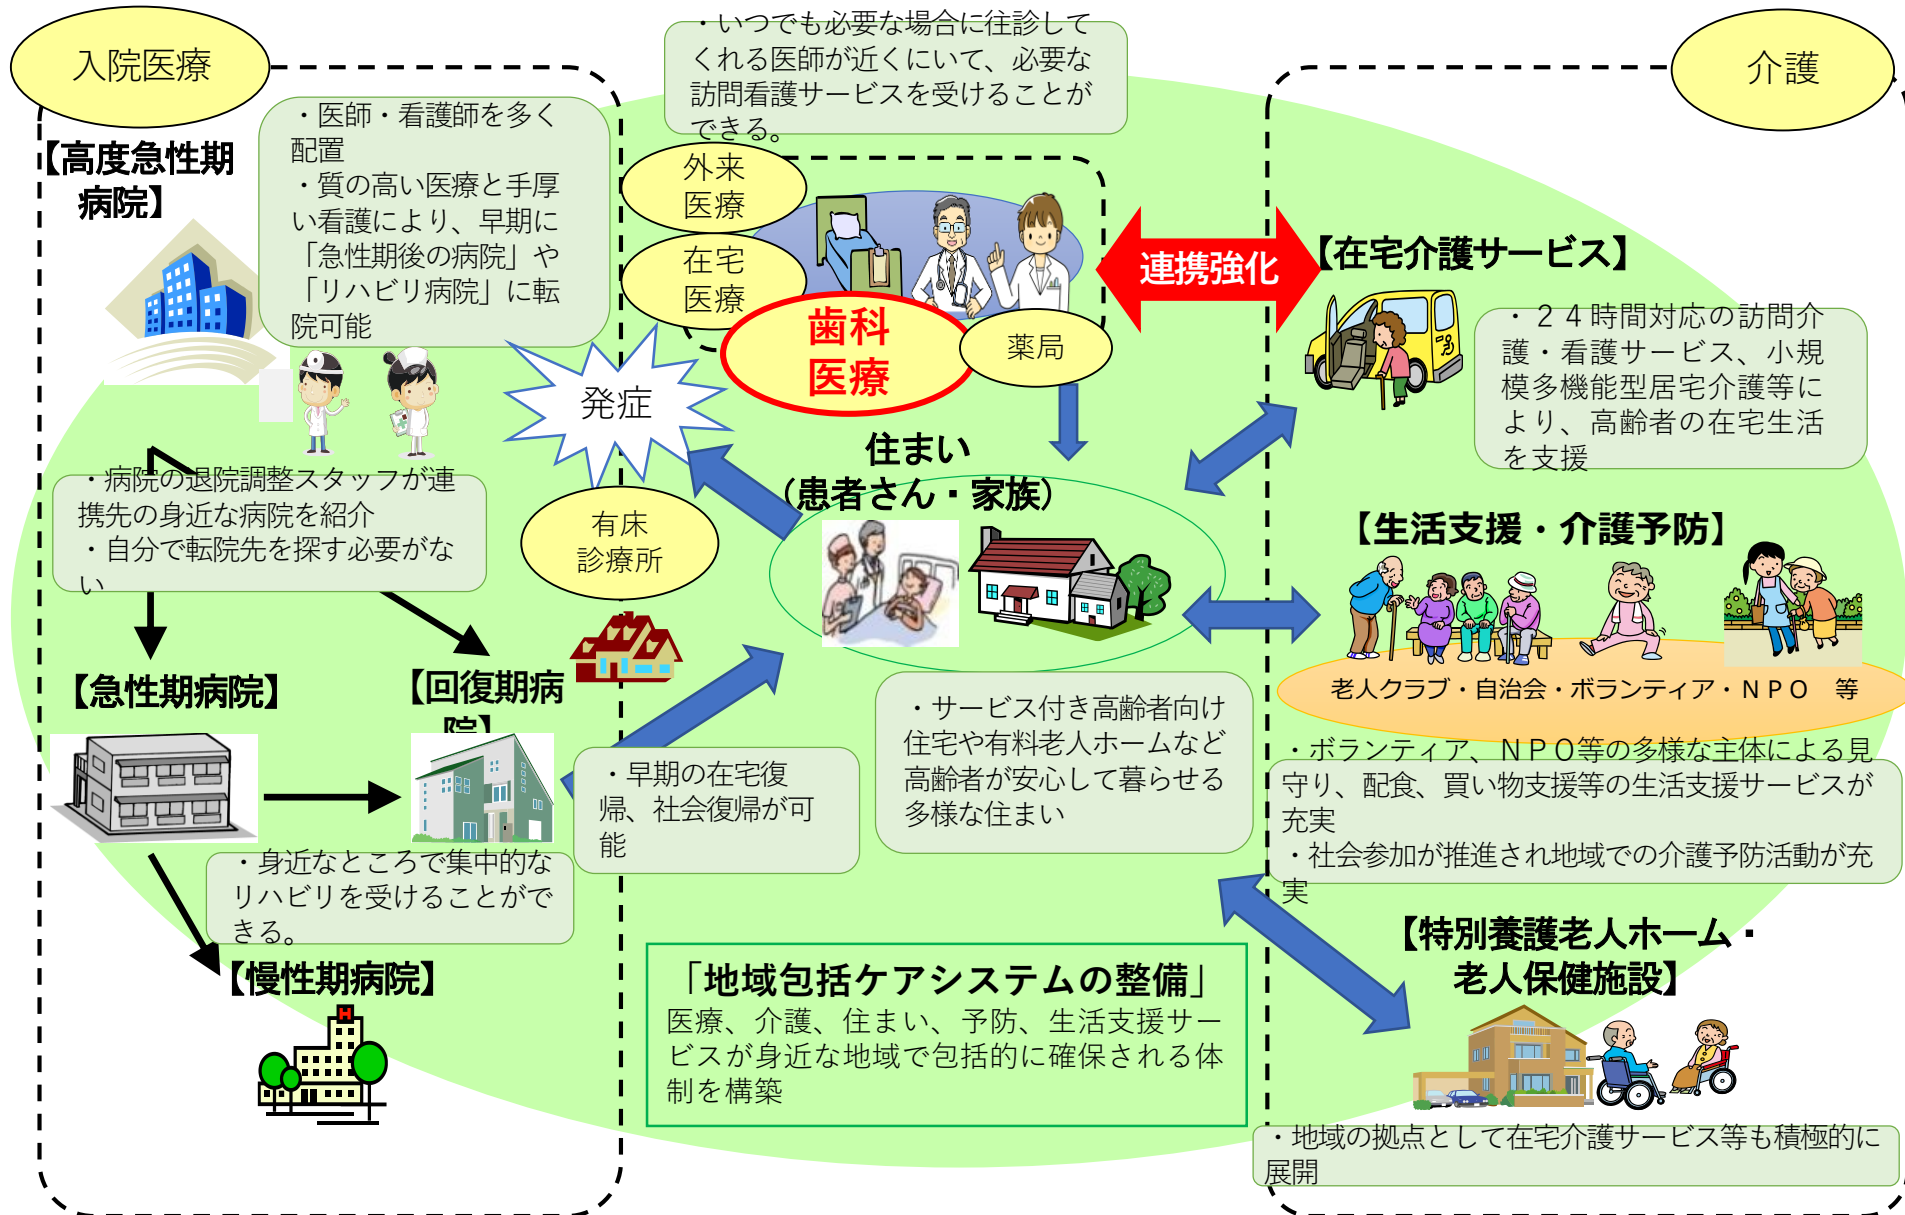 入院医療
【高度急性期
病院】
・医師・看護師を多く
配置
・質の高い医療と手厚
い看護により、早期に
「急性期後の病院」や
「リハビリ病院」に転
院可能
・病院の退院調整スタッフが連
携先の身近な病院を紹介
・自分で転院先を探す必要がな
い
【急性期病院】
【回復期病
院】
・身近なところで集中的な
リハビリを受けることがで
きる。
【慢性期病院】
H
・いつでも必要な場合に往診して
くれる医師が近くにいて、必要な
訪問看護サービスを受けることが
できる。
外来
医療
在宅
医療
歯科
医療
薬局
発症
有床
診療所
住まい
（患者さん・家族）
・早期の在宅復
帰、社会復帰が可
能
・サービス付き高齢者向け
住宅や有料老人ホームなど
高齢者が安心して暮らせる
多様な住まい
「地域包括ケアシステムの整備」
医療、介護、住まい、予防、生活支援サー
ビスが身近な地域で包括的に確保される体
制を構築
連携強化
介護
【在宅介護サービス】
・２４時間対応の訪問介
護・看護サービス、小規
模多機能型居宅介護等に
より、高齢者の在宅生活
を支援
【生活支援・介護予防】
老人クラブ・自治会・ボランティア・ＮＰＯ　等
・ボランティア、ＮＰＯ等の多様な主体による見
守り、配食、買い物支援等の生活支援サービスが
充実
・社会参加が推進され地域での介護予防活動が充
実
【特別養護老人ホーム・
老人保健施設】
・地域の拠点として在宅介護サービス等も積極的に
展開